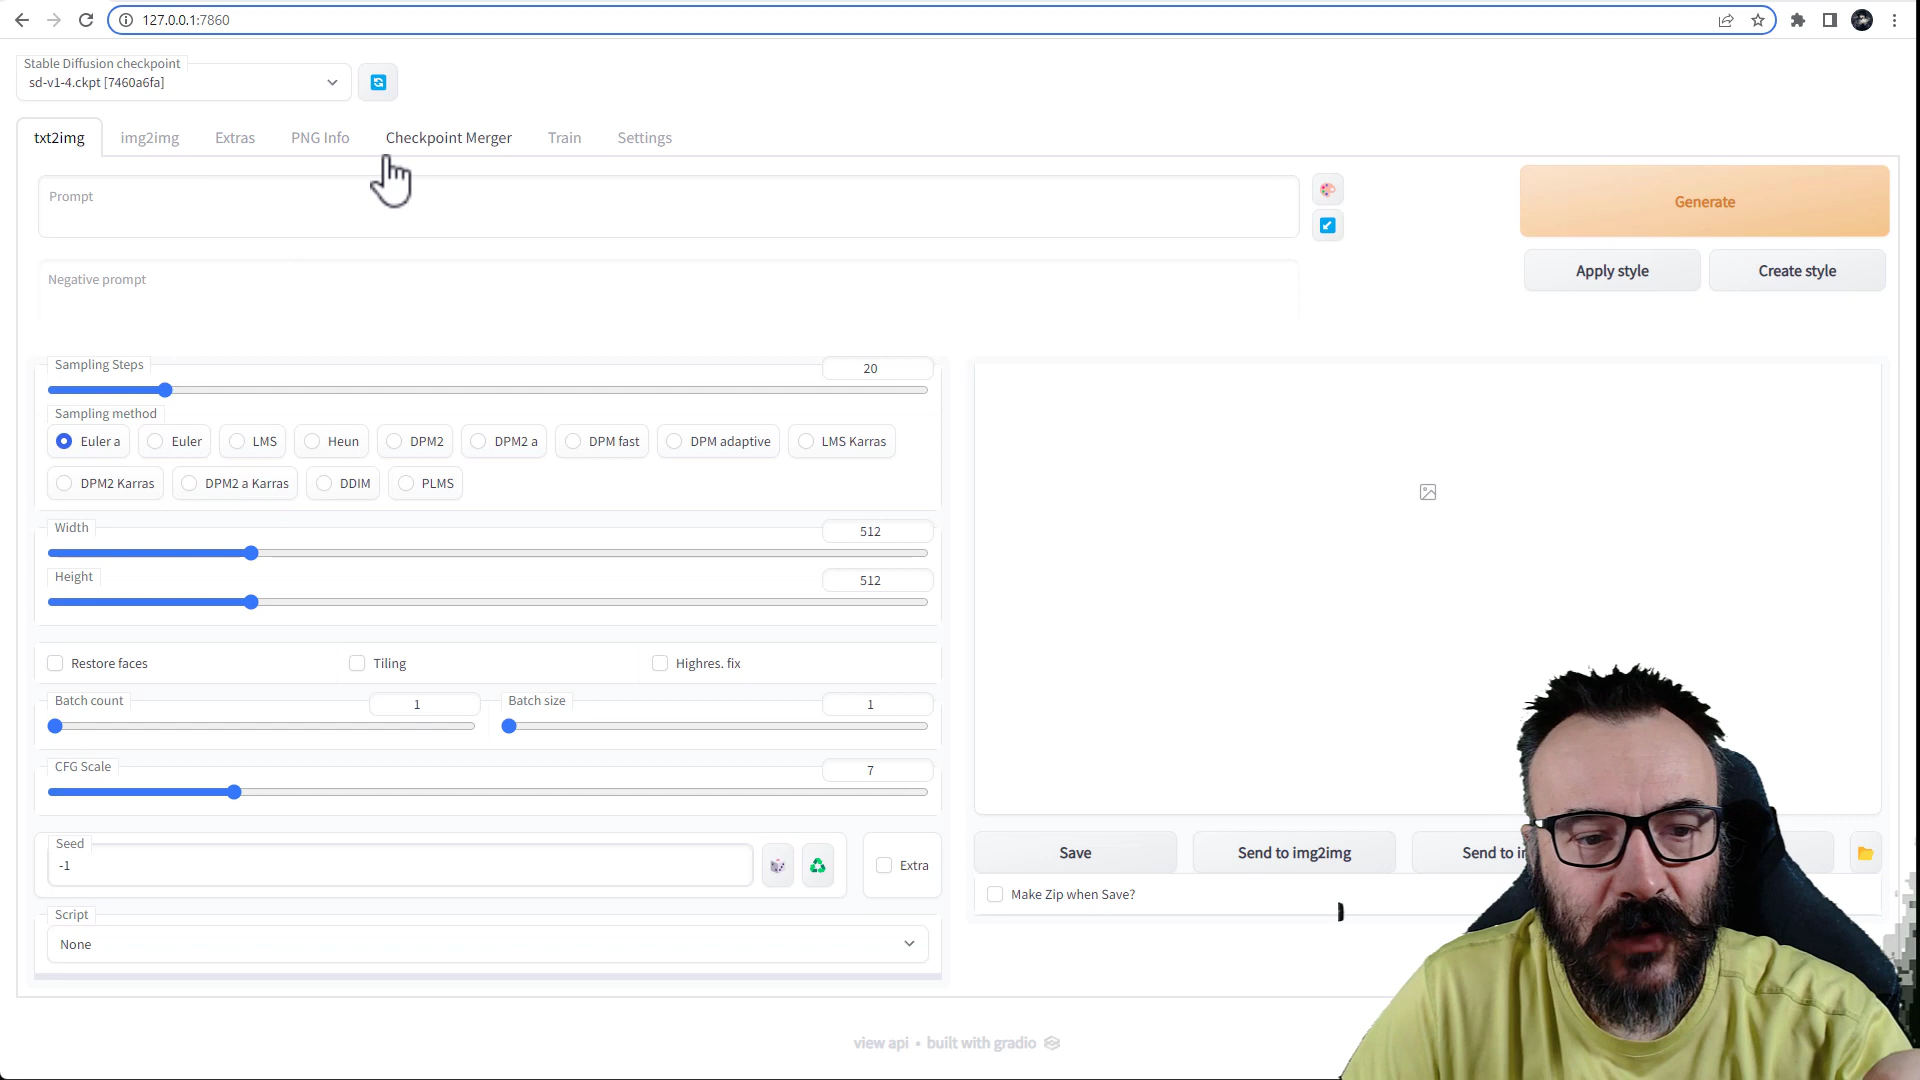 127.0.0.1:7860
Stable Diffusion checkpoint
sd-v1-4.ckpt [7460a6fa]
txt2img img2img Extras PNG Info Checkpoint Merger Train Settings
Prompt
Generate
Negative prompt
Apply style Create style
Sampling Steps
20
Sampling method
Euler a Euler LMS Heun DPM2 DPM2 a DPM fast DPM adaptive LMS Karras
DPM2 Karras DPM2 a Karras DDIM PLMS
Width
512
Height
512
Restore faces Tiling Highres. fix
Batch count 1 Batch size 1
CFG Scale
7
Seed
-1
Extra
Save Send to img2img Send to
Make Zip when Save?
Script
None
view api • built with gradio